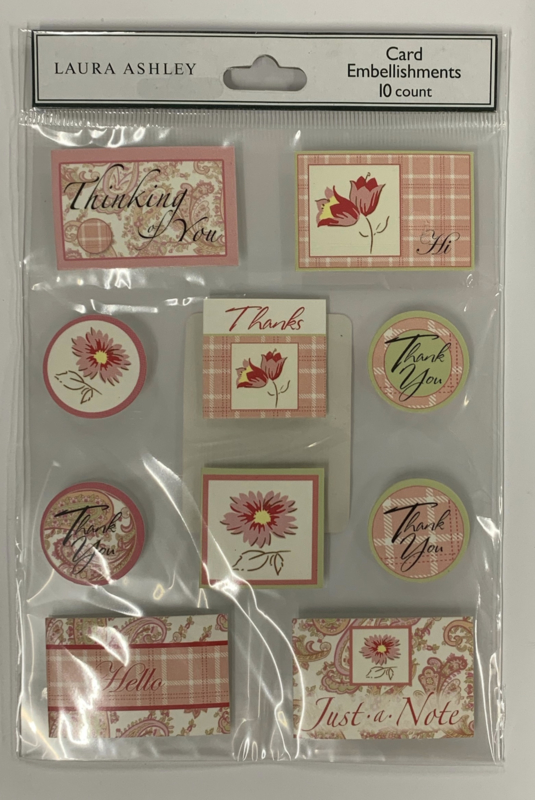 LAURA ASHLEY
Card
Embellishments
10 count
Thinking
of You
Hi
Thanks
Thank
You
Thank
You
Thank
You
Hello
Just·a·Note